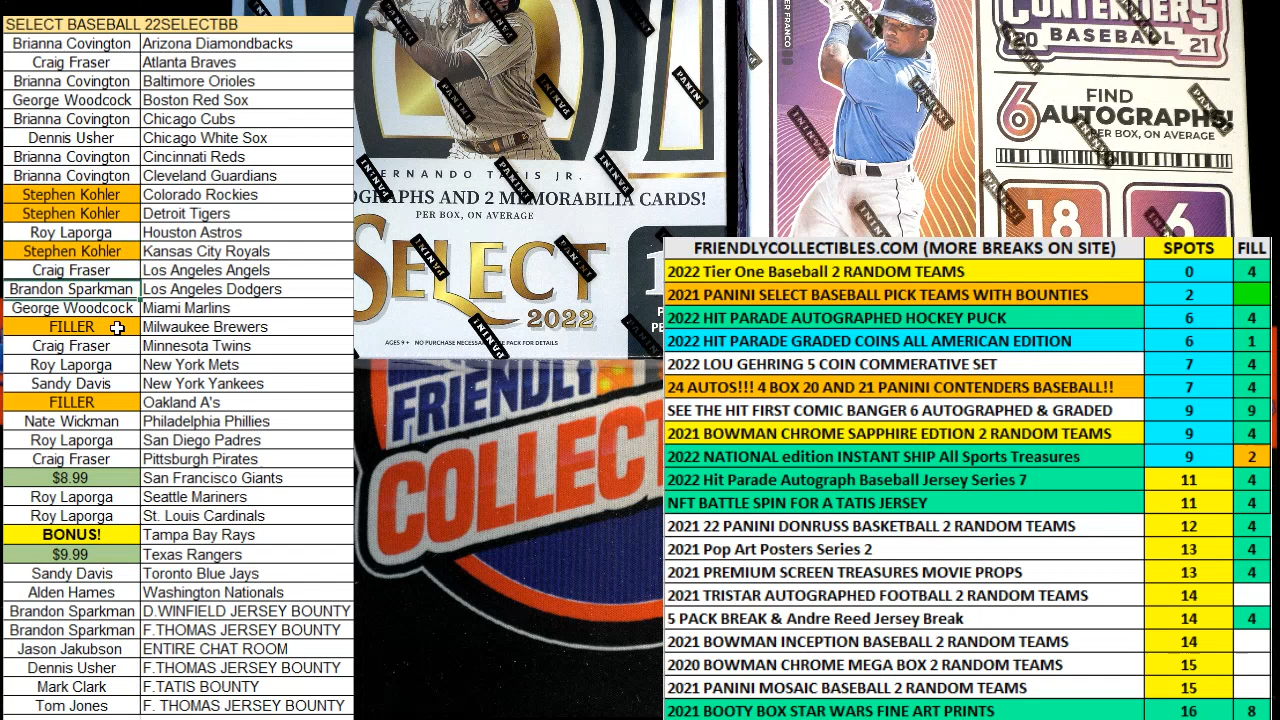 SELECT BASEBALL 22SELECTBB
Brianna Covington Arizona Diamondbacks
Craig Fraser Atlanta Braves
Brianna Covington Baltimore Orioles
George Woodcock Boston Red Sox
Brianna Covington Chicago Cubs
Dennis Usher Chicago White Sox
Brianna Covington Cincinnati Reds
Brianna Covington Cleveland Guardians
Stephen Kohler Colorado Rockies
Stephen Kohler Detroit Tigers
Roy Laporga Houston Astros
Stephen Kohler Kansas City Royals
Craig Fraser Los Angeles Angels
Brandon Sparkman Los Angeles Dodgers
George Woodcock Miami Marlins
FILLER Milwaukee Brewers
Craig Fraser Minnesota Twins
Roy Laporga New York Mets
Sandy Davis New York Yankees
FILLER Oakland A's
Nate Wickman Philadelphia Phillies
Roy Laporga San Diego Padres
Craig Fraser Pittsburgh Pirates
$8.99 San Francisco Giants
Roy Laporga Seattle Mariners
Roy Laporga St. Louis Cardinals
BONUS! Tampa Bay Rays
$9.99 Texas Rangers
Sandy Davis Toronto Blue Jays
Alden Hames Washington Nationals
Brandon Sparkman D.WINFIELD JERSEY BOUNTY
Brandon Sparkman F.THOMAS JERSEY BOUNTY
Jason Jakubson ENTIRE CHAT ROOM
Dennis Usher F.THOMAS JERSEY BOUNTY
Mark Clark F.TATIS BOUNTY
Tom Jones F. THOMAS JERSEY BOUNTY
PANINI
ERNANDO TATIS JR.
OGRAPHS AND 2 MEMORABILIA CARDS!
PER BOX, ON AVERAGE
SELECT
2022
AGES 9+ NO PURCHASE NECESSA PACK FOR DETAILS
FRIENDLY
COLLECT
ER FRANCO
CONTENDERS
20 BASEBALL 21
6 FIND
AUTOGRAPHS!
PER BOX, ON AVERAGE
18 6
FRIENDLYCOLLECTIBLES.COM (MORE BREAKS ON SITE) SPOTS FILL
2022 Tier One Baseball 2 RANDOM TEAMS 0 4
2021 PANINI SELECT BASEBALL PICK TEAMS WITH BOUNTIES 2
2022 HIT PARADE AUTOGRAPHED HOCKEY PUCK 6 4
2022 HIT PARADE GRADED COINS ALL AMERICAN EDITION 6 1
2022 LOU GEHRING 5 COIN COMMERATIVE SET 7 4
24 AUTOS!!! 4 BOX 20 AND 21 PANINI CONTENDERS BASEBALL!! 7 4
SEE THE HIT FIRST COMIC BANGER 6 AUTOGRAPHED & GRADED 9 9
2021 BOWMAN CHROME SAPPHIRE EDTION 2 RANDOM TEAMS 9 4
2022 NATIONAL edition INSTANT SHIP All Sports Treasures 9 2
2022 Hit Parade Autograph Baseball Jersey Series 7 11 4
NFT BATTLE SPIN FOR A TATIS JERSEY 11 4
2021 22 PANINI DONRUSS BASKETBALL 2 RANDOM TEAMS 12 4
2021 Pop Art Posters Series 2 13 4
2021 PREMIUM SCREEN TREASURES MOVIE PROPS 13 4
2021 TRISTAR AUTOGRAPHED FOOTBALL 2 RANDOM TEAMS 14
5 PACK BREAK & Andre Reed Jersey Break 14 4
2021 BOWMAN INCEPTION BASEBALL 2 RANDOM TEAMS 14
2020 BOWMAN CHROME MEGA BOX 2 RANDOM TEAMS 15
2021 PANINI MOSAIC BASEBALL 2 RANDOM TEAMS 15
2021 BOOTY BOX STAR WARS FINE ART PRINTS 16 8